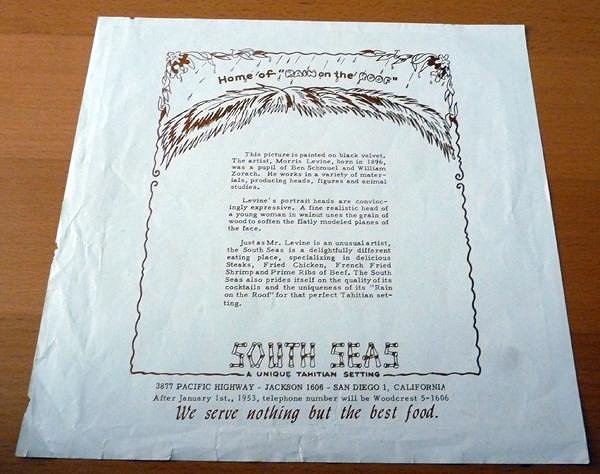 Home of "RAIN on the ROOF"
This picture is painted on black velvet.
The artist, Morris Levine, born in 1896,
was a pupil of Ben Schmouel and William
Zorach. He works in a variety of mater-
ials, producing heads, figures and animal
studies.
Levine's portrait heads are convinc-
ingly expressive. A fine realistic head of
a young woman in walnut uses the grain of
wood to soften the flatly modeled planes of
the face.
Just as Mr. Levine is an unusual artist,
the South Seas is a delightfully different
eating place, specializing in delicious
Steaks, Fried Chicken, French Fried
Shrimp and Prime Ribs of Beef. The South
Seas also prides itself on the quality of its
cocktails and the uniqueness of its "Rain
on the Roof" for that perfect Tahitian set-
ting.
SOUTH SEAS
A UNIQUE TAHITIAN SETTING
3877 PACIFIC HIGHWAY - JACKSON 1606 - SAN DIEGO 1, CALIFORNIA
After January 1st., 1953, telephone number will be Woodcrest 5-1606
We serve nothing but the best food.